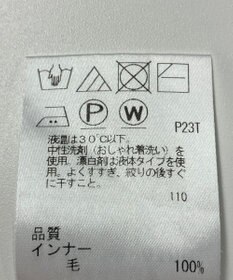 P W
P23T
液温は30℃以下。
中性洗剤(おしゃれ着洗い)を
使用。漂白剤は液体タイプを使
用。よくすすぎ、絞りの後すぐ
に干すこと。
110
品質
インナー
毛 100%